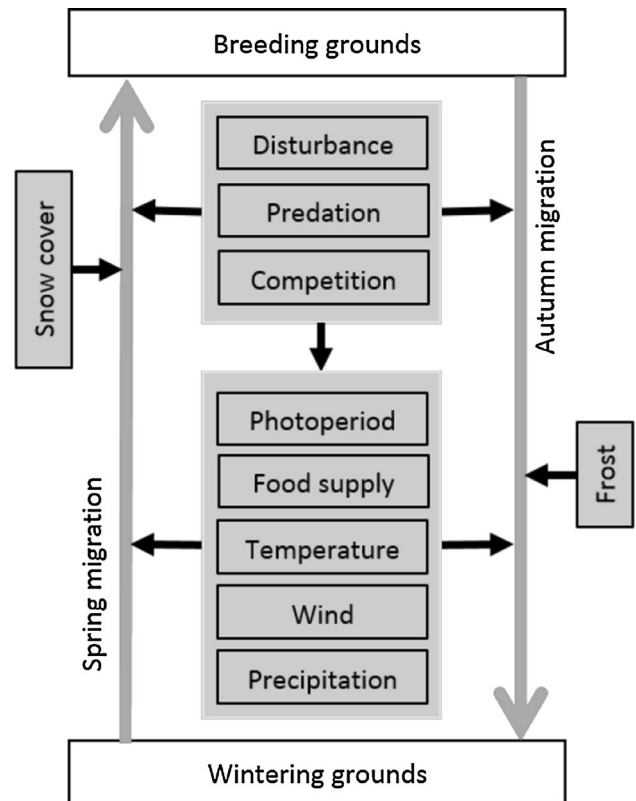 Breeding grounds
Disturbance
Predation
Competition
Snow cover
Autumn migration
Photoperiod
Food supply
Temperature
Wind
Precipitation
Frost
Spring migration
Wintering grounds